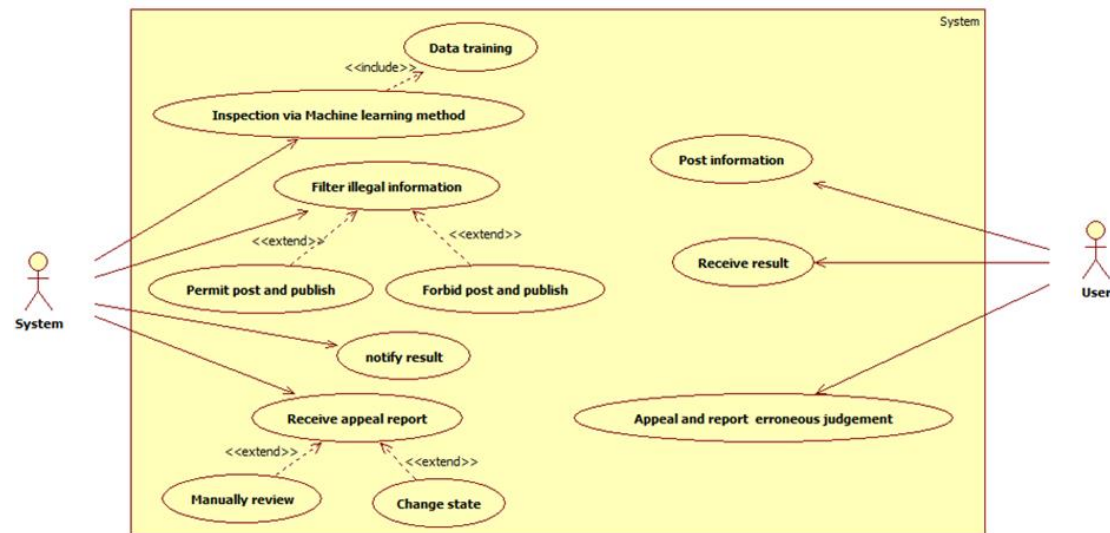 System
Data training
<<include>>
Inspection via Machine learning method
Post information
Filter illegal information
<<extend>>
<<extend>>
Receive result
Permit post and publish
Forbid post and publish
User
System
notify result
Receive appeal report
Appeal and report erroneous judgement
<<extend>>
<<extend>>
Manually review
Change state